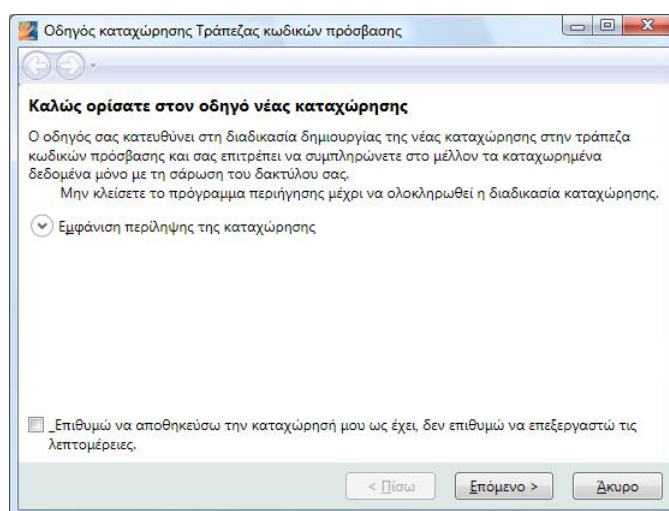 Οδηγός καταχώρησης Τράπεζας κωδικών πρόσβασης
Καλώς ορίσατε στον οδηγό νέας καταχώρησης
Ο οδηγός σας κατευθύνει στη διαδικασία δημιουργίας της νέας καταχώρησης στην τράπεζα
κωδικών πρόσβασης και σας επιτρέπει να συμπληρώνετε στο μέλλον τα καταχωρημένα
δεδομένα μόνο με τη σάρωση του δακτύλου σας.
Μην κλείσετε το πρόγραμμα περιήγησης μέχρι να ολοκληρωθεί η διαδικασία καταχώρησης.
Εμφάνιση περίληψης της καταχώρησης
_Επιθυμώ να αποθηκεύσω την καταχώρησή μου ως έχει, δεν επιθυμώ να επεξεργαστώ τις
λεπτομέρειες.
< Πίσω Επόμενο > Άκυρο